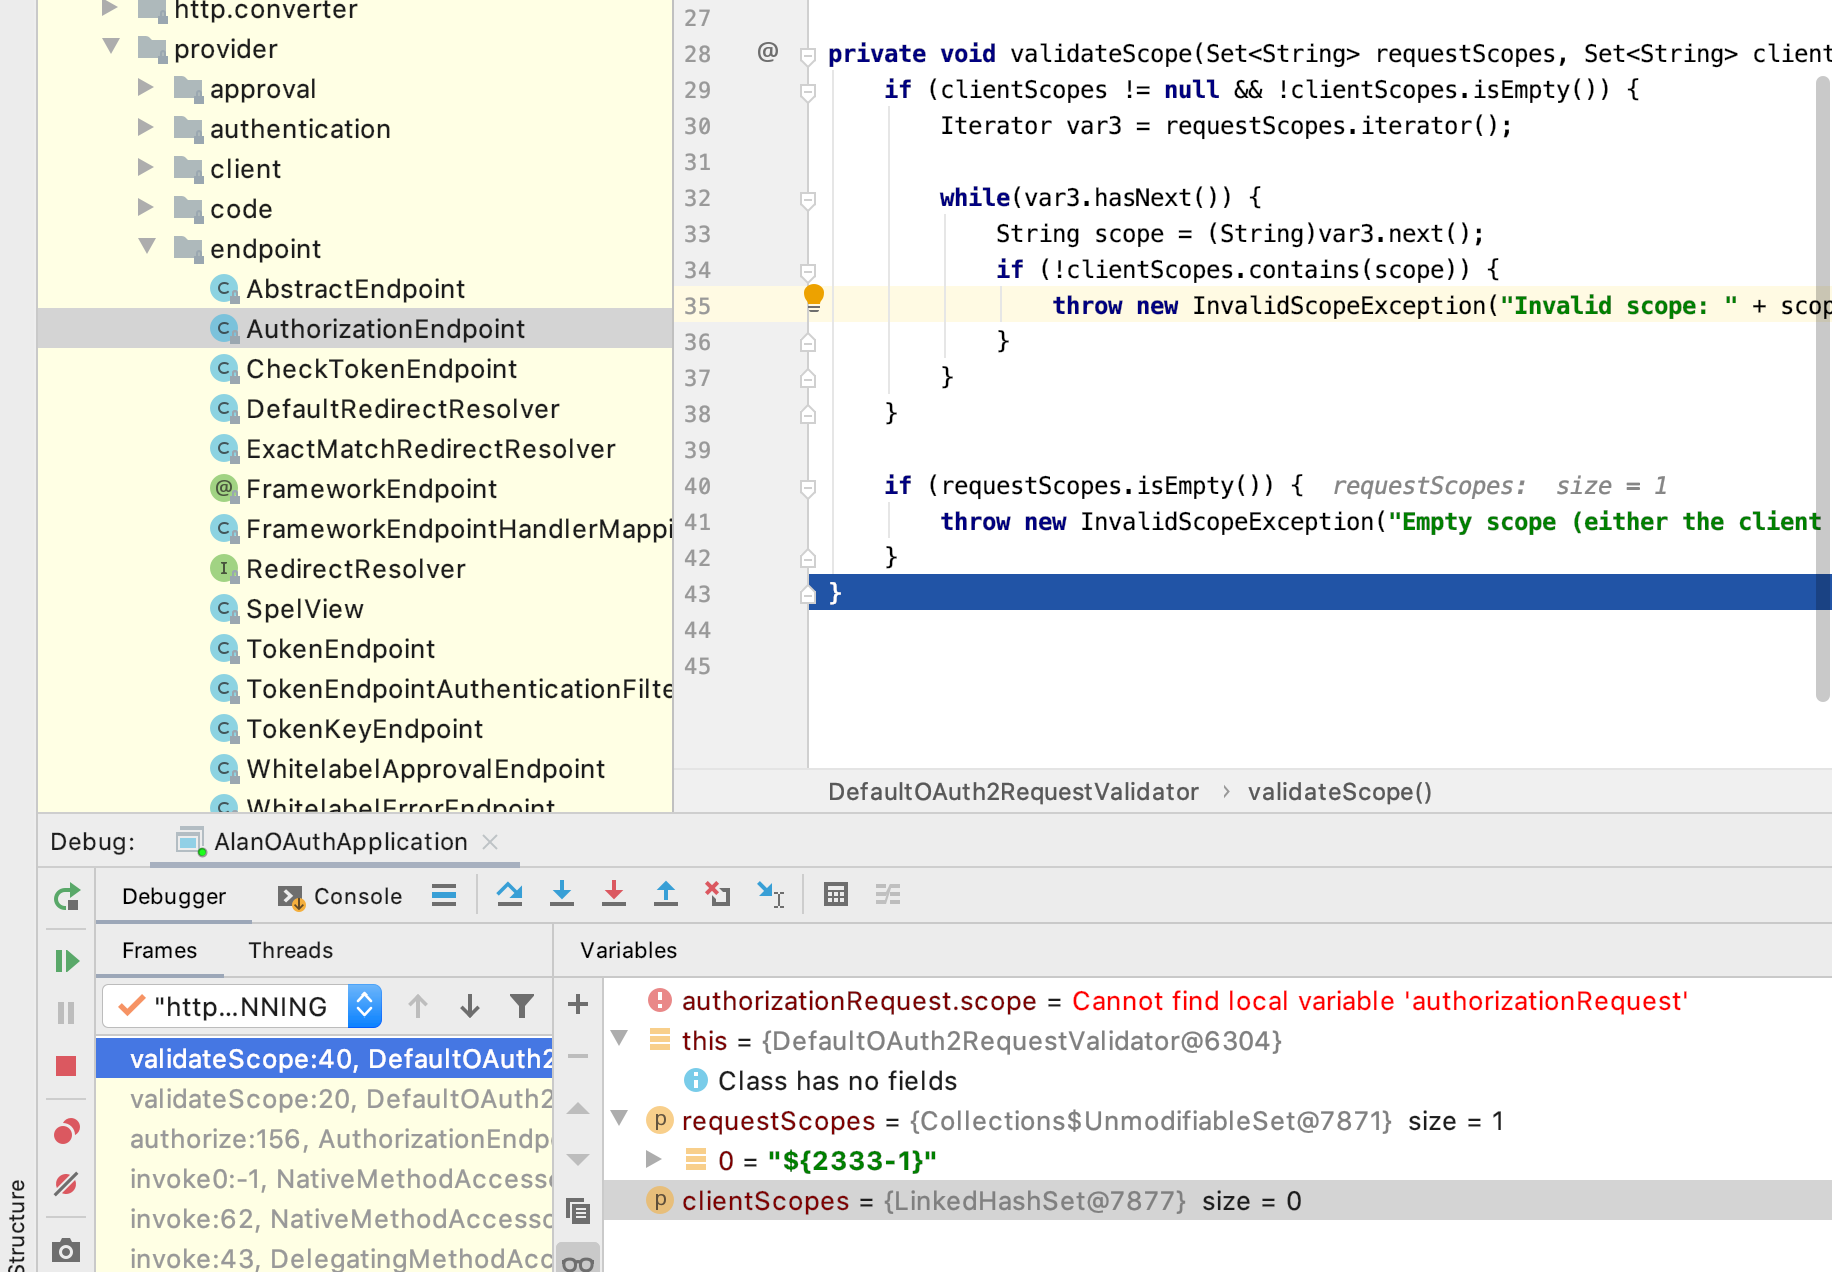 http.converter
provider
approval
authentication
client
code
endpoint
AbstractEndpoint
AuthorizationEndpoint
CheckTokenEndpoint
DefaultRedirectResolver
ExactMatchRedirectResolver
FrameworkEndpoint
FrameworkEndpointHandlerMappi
RedirectResolver
SpelView
TokenEndpoint
TokenEndpointAuthenticationFilte
TokenKeyEndpoint
WhitelabelApprovalEndpoint
WhitelabelErrorEndpoint
27
28 @ private void validateScope(Set<String> requestScopes, Set<String> client
29 if (clientScopes != null && !clientScopes.isEmpty()) {
30 Iterator var3 = requestScopes.iterator();
31
32 while(var3.hasNext()) {
33 String scope = (String)var3.next();
34 if (!clientScopes.contains(scope)) {
35 throw new InvalidScopeException("Invalid scope: " + scop
36 }
37 }
38 }
39
40 if (requestScopes.isEmpty()) { requestScopes: size = 1
41 throw new InvalidScopeException("Empty scope (either the client
42 }
43 }
44
45
DefaultOAuth2RequestValidator › validateScope()
Debug: AlanOAuthApplication
Debugger Console
Frames Threads Variables
"http...NNING
validateScope:40, DefaultOAuth2
validateScope:20, DefaultOAuth2
authorize:156, AuthorizationEndp
invoke0:-1, NativeMethodAccesso
invoke:62, NativeMethodAccesso
invoke:43, DelegatingMethodAcc
authorizationRequest.scope = Cannot find local variable 'authorizationRequest'
this = {DefaultOAuth2RequestValidator@6304}
Class has no fields
requestScopes = {Collections$UnmodifiableSet@7871} size = 1
0 = "${2333-1}"
clientScopes = {LinkedHashSet@7877} size = 0
Structure